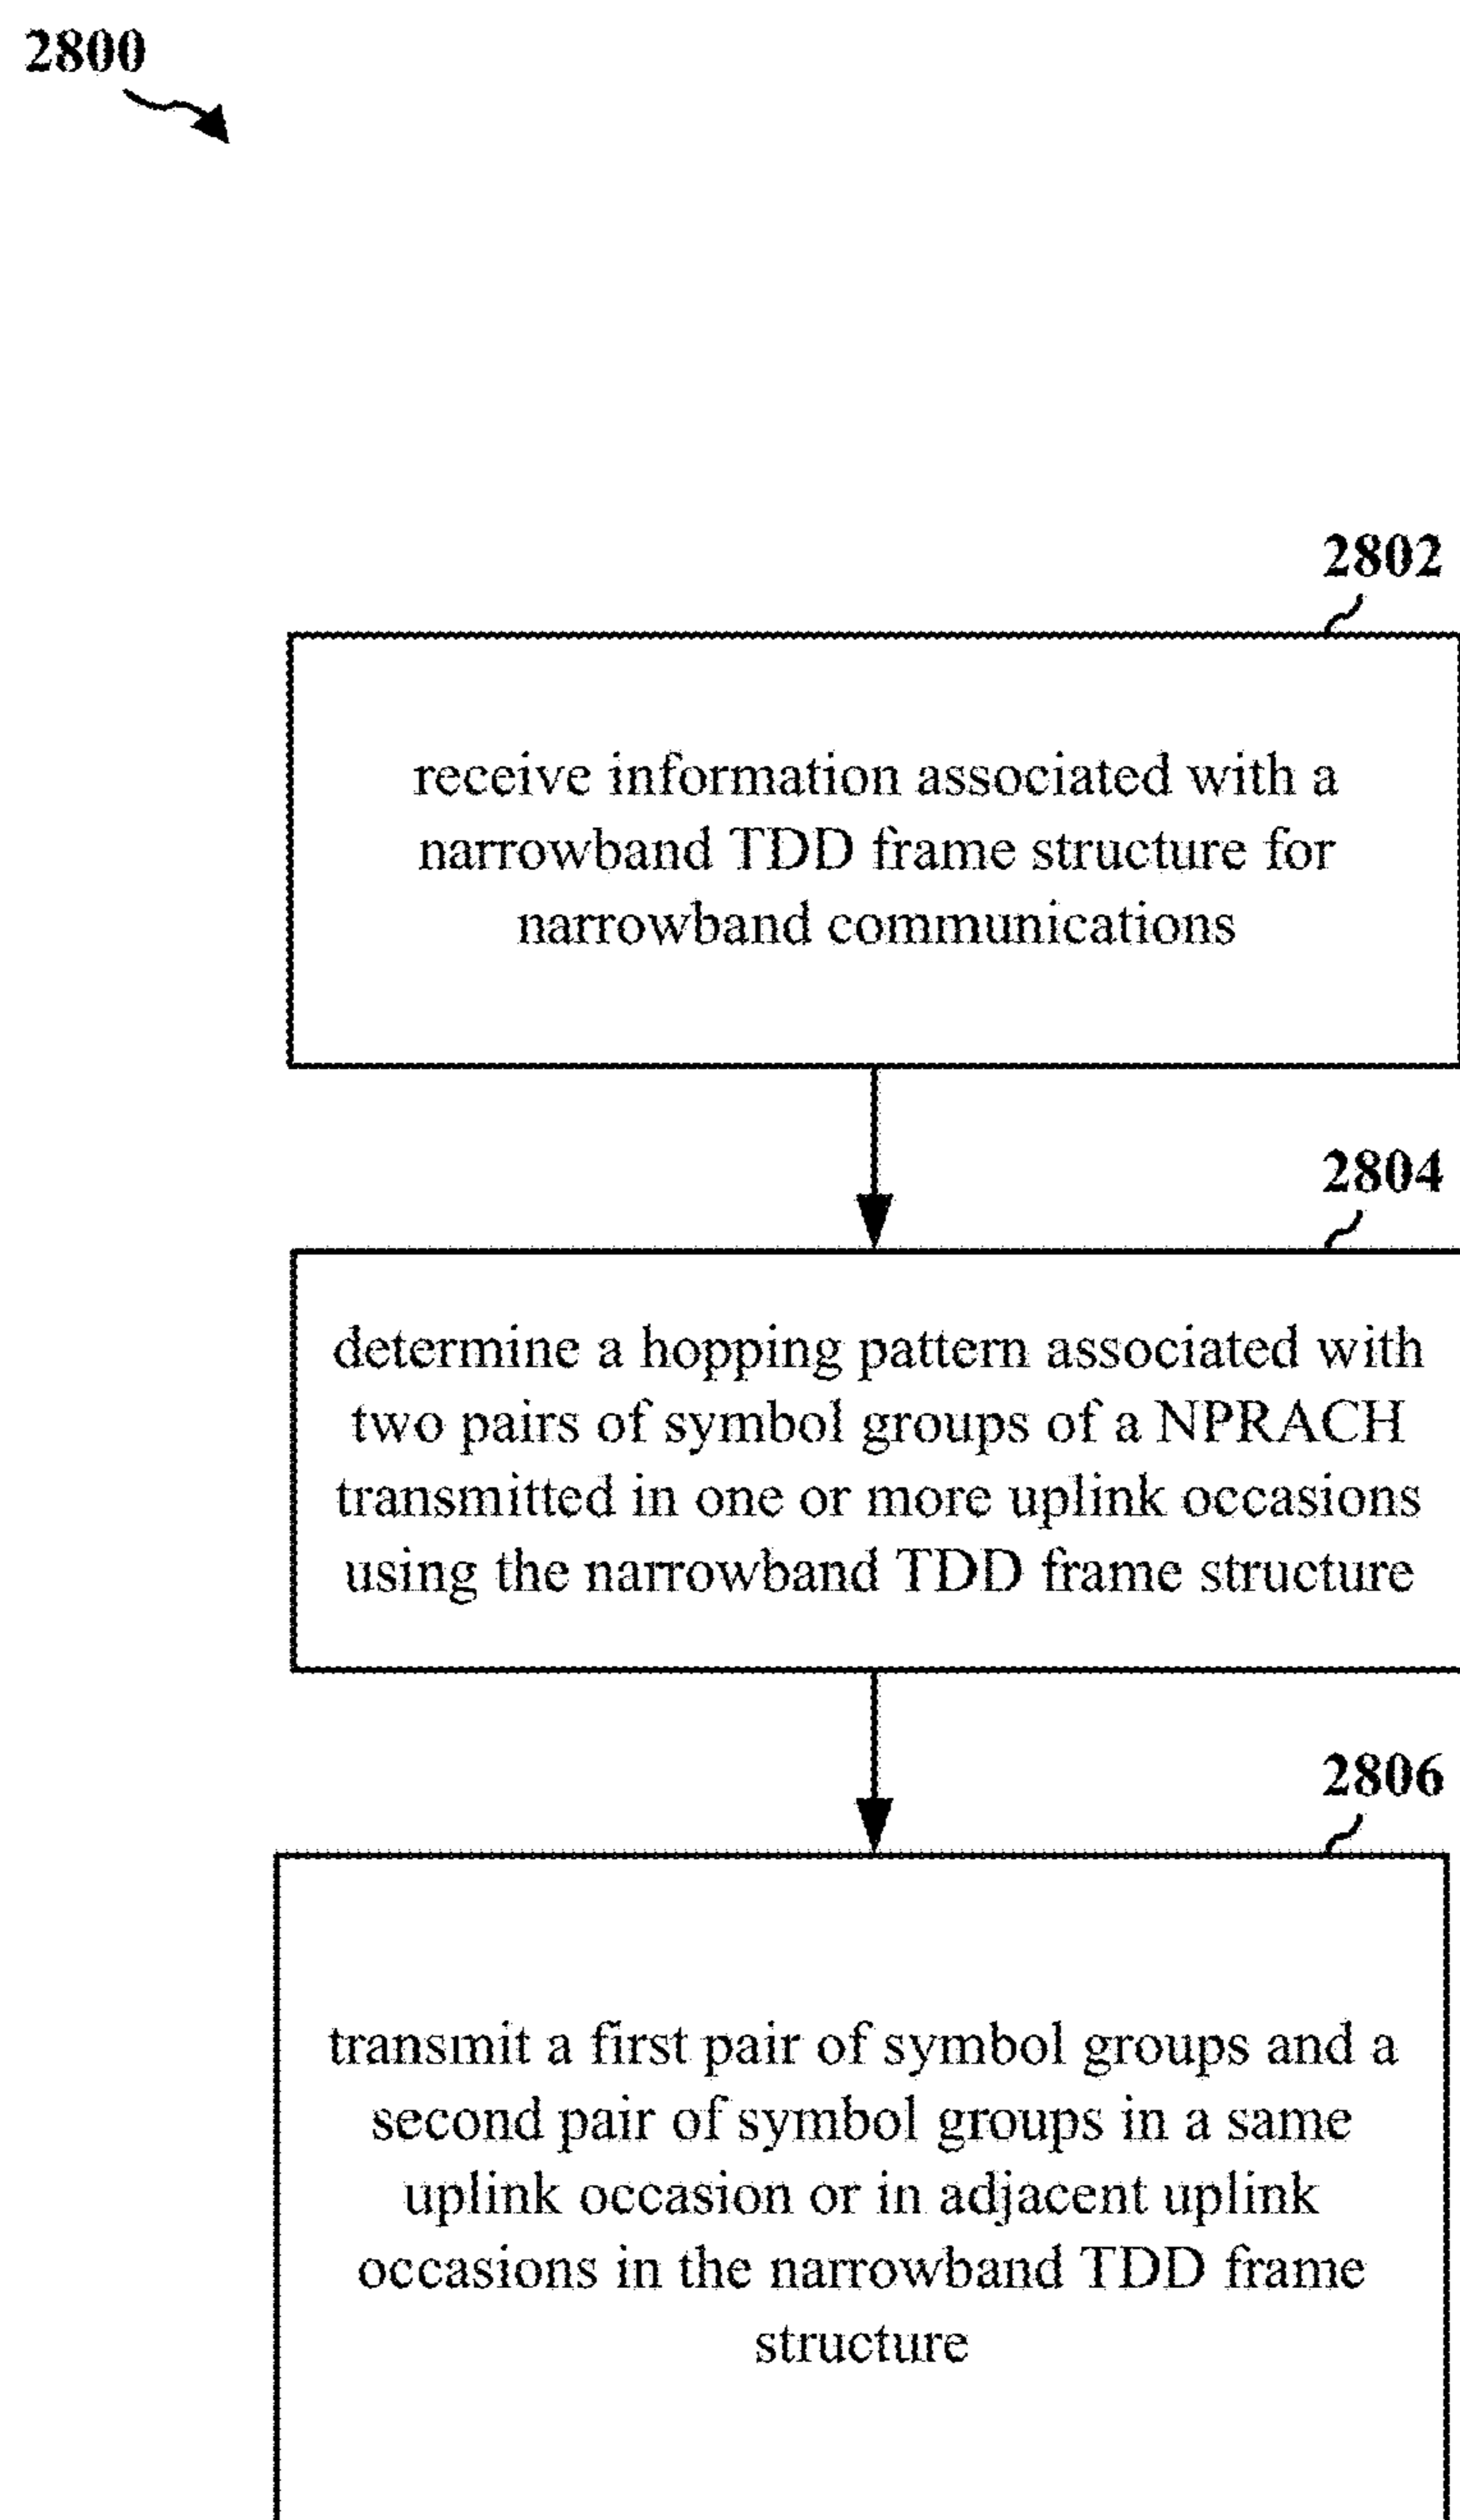 2800
2802
receive information associated with a
narrowband TDD frame structure for
narrowband communications
2804
determine a hopping pattern associated with
two pairs of symbol groups of a NPRACH
transmitted in one or more uplink occasions
using the narrowband TDD frame structure
2806
transmit a first pair of symbol groups and a
second pair of symbol groups in a same
uplink occasion or in adjacent uplink
occasions in the narrowband TDD frame
structure